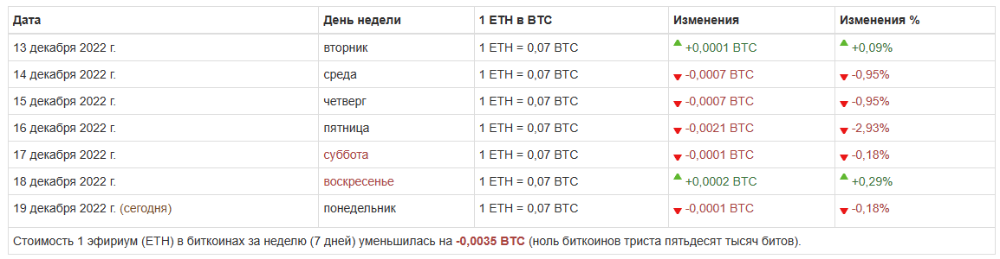 Дата День недели 1 ETH в BTC Изменения Изменения %
13 декабря 2022 г. вторник 1 ETH = 0,07 BTC +0,0001 BTC +0,09%
14 декабря 2022 г. среда 1 ETH = 0,07 BTC -0,0007 BTC -0,95%
15 декабря 2022 г. четверг 1 ETH = 0,07 BTC -0,0007 BTC -0,95%
16 декабря 2022 г. пятница 1 ETH = 0,07 BTC -0,0021 BTC -2,93%
17 декабря 2022 г. суббота 1 ETH = 0,07 BTC -0,0001 BTC -0,18%
18 декабря 2022 г. воскресенье 1 ETH = 0,07 BTC +0,0002 BTC +0,29%
19 декабря 2022 г. (сегодня) понедельник 1 ETH = 0,07 BTC -0,0001 BTC -0,18%
Стоимость 1 эфириум (ETH) в биткоинах за неделю (7 дней) уменьшилась на -0,0035 BTC (ноль биткоинов триста пятьдесят тысяч битов).